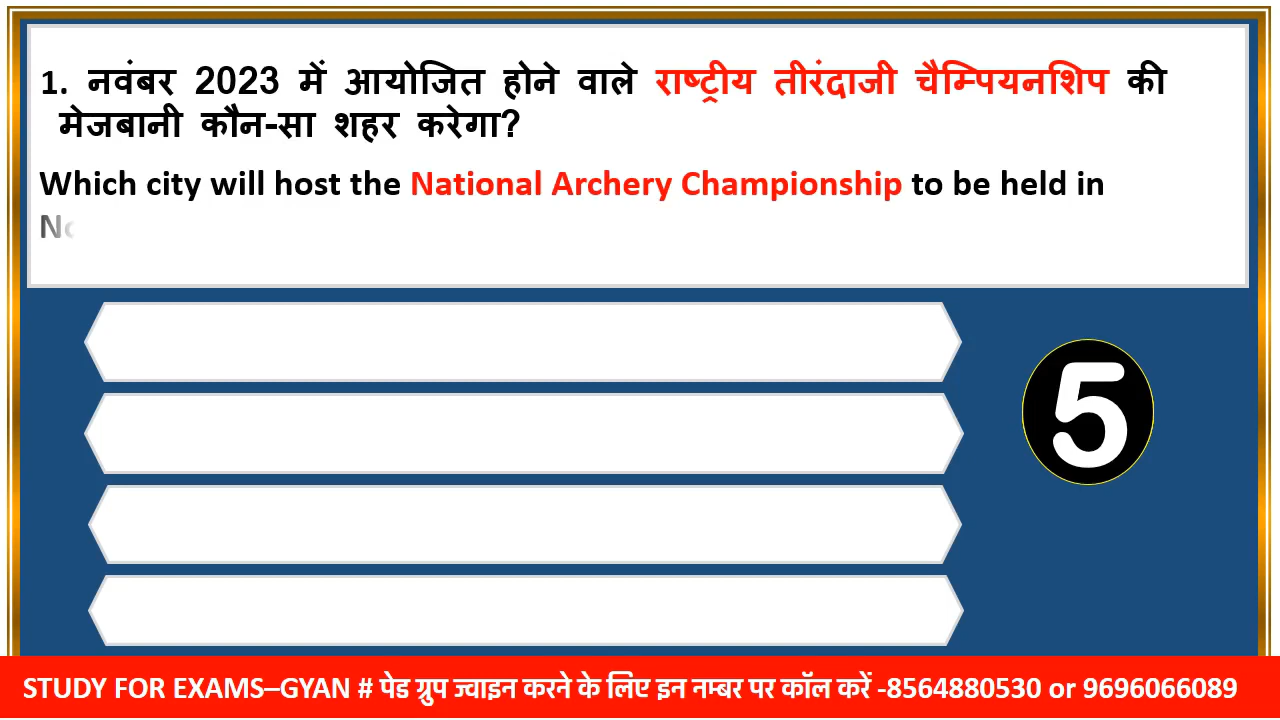 1. नवंबर 2023 में आयोजित होने वाले राष्ट्रीय तीरंदाजी चैम्पियनशिप की
मेजबानी कौन-सा शहर करेगा?
Which city will host the National Archery Championship to be held in
No
5
STUDY FOR EXAMS–GYAN # पेड ग्रुप ज्वाइन करने के लिए इन नम्बर पर कॉल करें -8564880530 or 9696066089